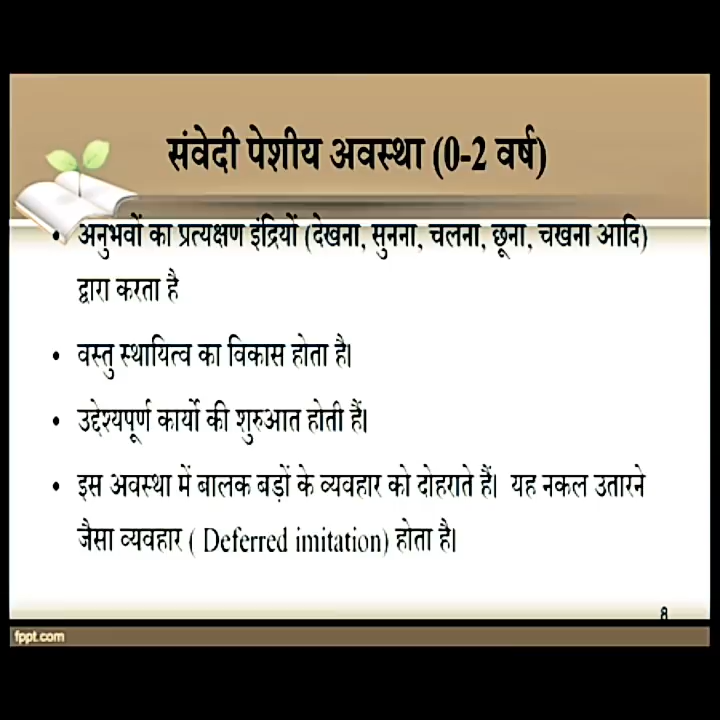 संवेदी पेशीय अवस्था (0-2 वर्ष)
• अनुभवों का प्रत्यक्षण इंद्रियों (देखना, सुनना, चलना, छूना, चखना आदि)
द्वारा करता है
• वस्तु स्थायित्व का विकास होता है।
• उद्देश्यपूर्ण कार्यो की शुरुआत होती हैं।
• इस अवस्था में बालक बड़ों के व्यवहार को दोहराते हैं। यह नकल उतारने
जैसा व्यवहार ( Deferred imitation) होता है।
8
fppt.com